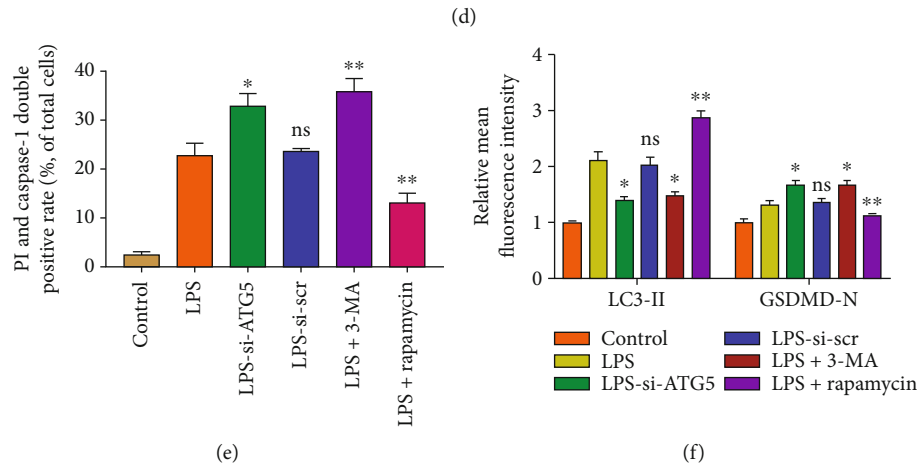 (d)
PI and caspase-1 double
positive rate (%, of total cells)
40
30
20
10
0
*
ns
**
**
Control
LPS
LPS-si-ATG5
LPS-si-scr
LPS + 3-MA
LPS + rapamycin
(e)
Relative mean
fluorescence intensity
4
3
2
1
0
*
ns
*
**
*
ns
*
**
LC3-II
GSDMD-N
Control
LPS
LPS-si-ATG5
LPS-si-scr
LPS + 3-MA
LPS + rapamycin
(f)